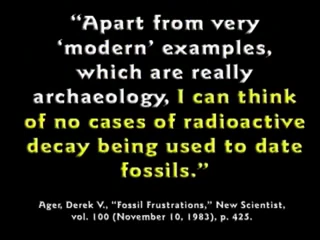 “Apart from very
‘modern’ examples,
which are really
archaeology, I can think
of no cases of radioactive
decay being used to date
fossils.”
Ager, Derek V., “Fossil Frustrations,” New Scientist,
vol. 100 (November 10, 1983), p. 425.